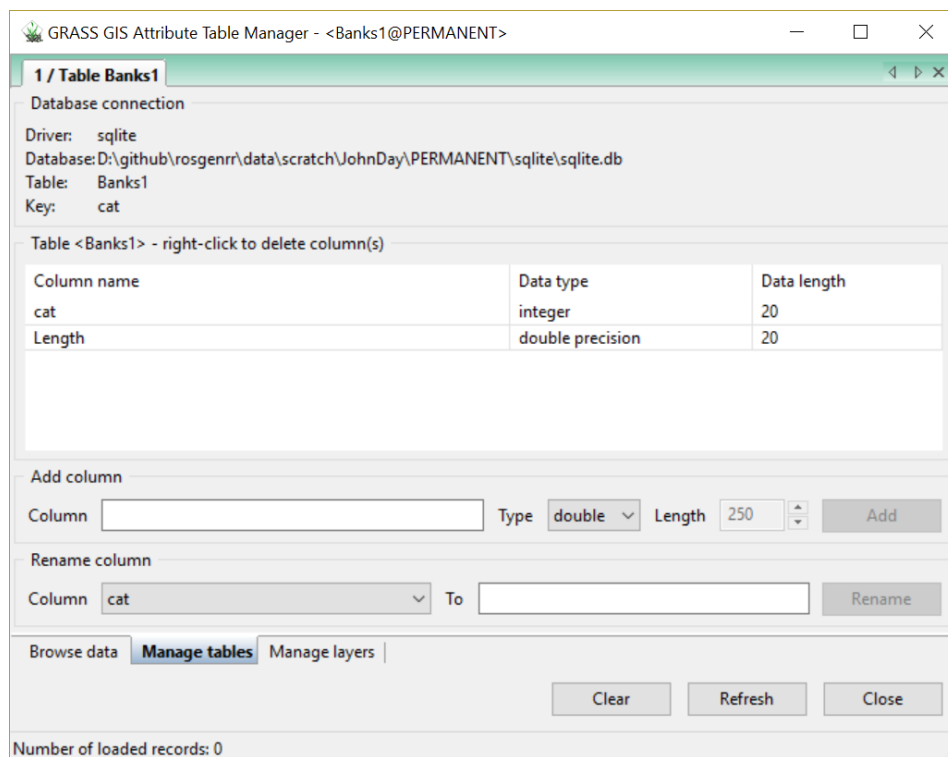 GRASS GIS Attribute Table Manager - <Banks1@PERMANENT>
1 / Table Banks1
Database connection
Driver: sqlite
Database: D:\github\rosgenrr\data\scratch\JohnDay\PERMANENT\sqlite\sqlite.db
Table: Banks1
Key: cat
Table <Banks1> - right-click to delete column(s)
Column name Data type Data length
cat integer 20
Length double precision 20
Add column
Column Type double Length 250 Add
Rename column
Column cat To Rename
Browse data Manage tables Manage layers
Clear Refresh Close
Number of loaded records: 0